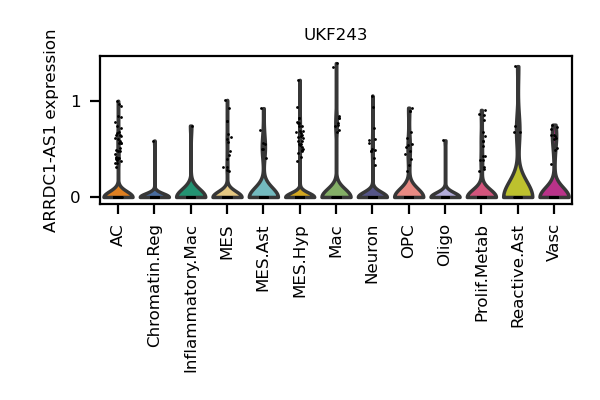 UKF243
ARRDC1-AS1 expression
1
0
AC
Chromatin.Reg
Inflammatory.Mac
MES
MES.Ast
MES.Hyp
Mac
Neuron
OPC
Oligo
Prolif.Metab
Reactive.Ast
Vasc